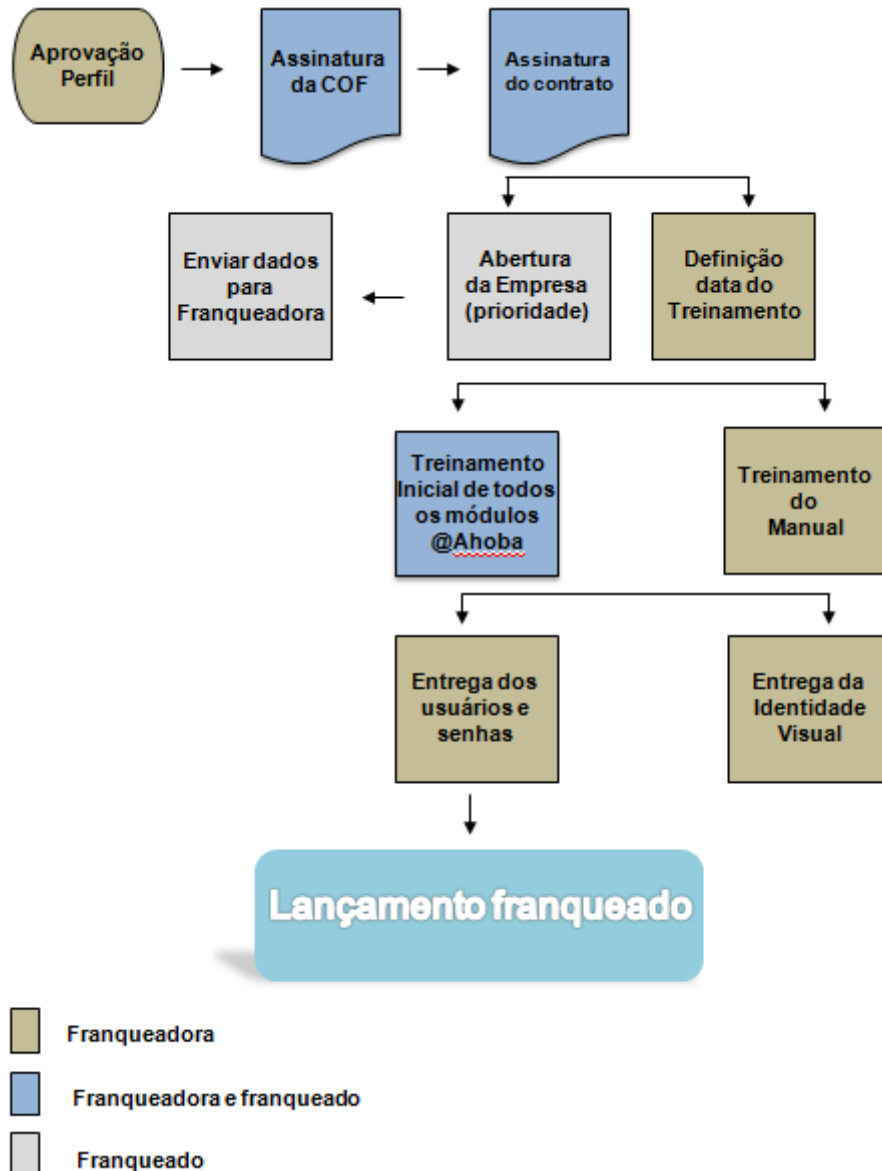 Aprovação
Perfil
Assinatura
da COF
Assinatura
do contrato
Enviar dados
para
Franqueadora
Abertura
da Empresa
(prioridade)
Definição
data do
Treinamento
Treinamento
Inicial de todos
os módulos
@Ahoba
Treinamento
do
Manual
Entrega dos
usuários e
senhas
Entrega da
Identidade
Visual
Lançamento franqueado
Franqueadora
Franqueadora e franqueado
Franqueado